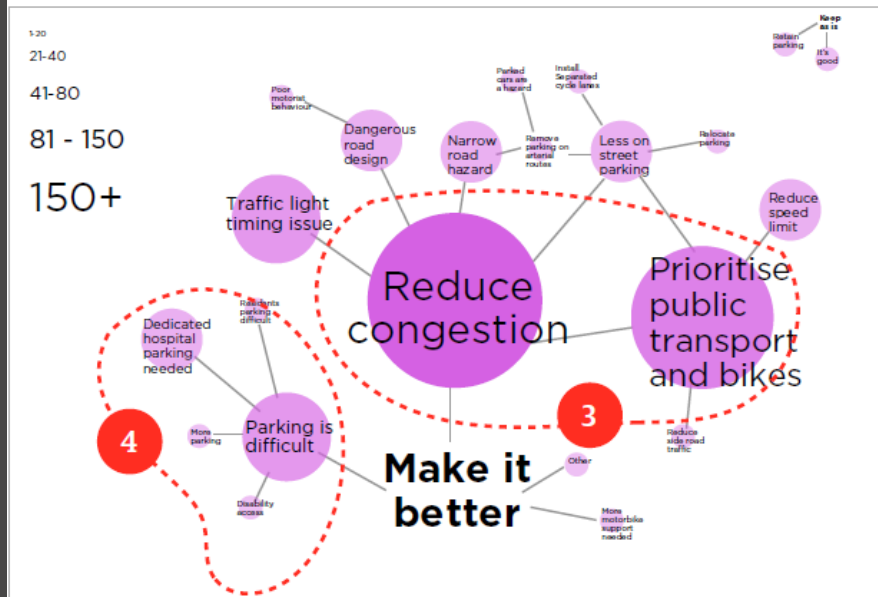 1-20
21-40
41-80
81 - 150
150+
Keep
as is
Retain
parking
It's
good
Poor
motorist
behaviour
Parked
cars are
a hazard
Install
Separated
cycle lanes
Dangerous
road
design
Narrow
road
hazard
Remove
parking on
arterial
routes
Less on
street
parking
Relocate
parking
Traffic light
timing issue
Reduce
speed
limit
Reduce
congestion
Prioritise
public
transport
and bikes
Residents
parking
difficult
Dedicated
hospital
parking
needed
4
More
parking
Parking is
difficult
Disability
access
3
Reduce
side road
traffic
Make it
better
Other
More
motorbike
support
needed